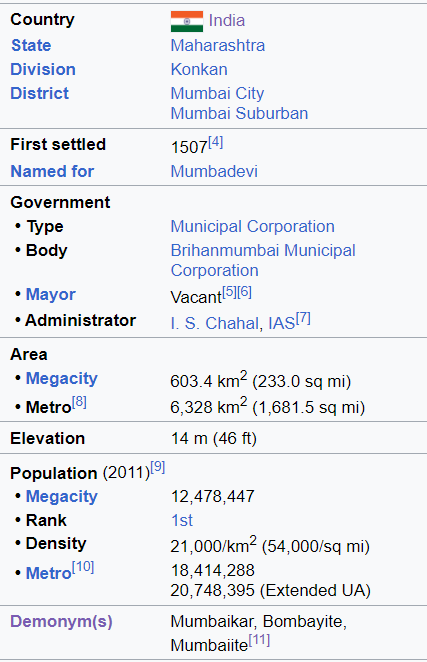 Country India
State Maharashtra
Division Konkan
District Mumbai City
Mumbai Suburban
First settled 1507[4]
Named for Mumbadevi
Government
• Type Municipal Corporation
• Body Brihanmumbai Municipal
Corporation
• Mayor Vacant[5][6]
• Administrator I. S. Chahal, IAS[7]
Area
• Megacity 603.4 km2 (233.0 sq mi)
• Metro[8] 6,328 km2 (1,681.5 sq mi)
Elevation 14 m (46 ft)
Population (2011)[9]
• Megacity 12,478,447
• Rank 1st
• Density 21,000/km2 (54,000/sq mi)
• Metro[10] 18,414,288
20,748,395 (Extended UA)
Demonym(s) Mumbaikar, Bombayite,
Mumbaiite[11]